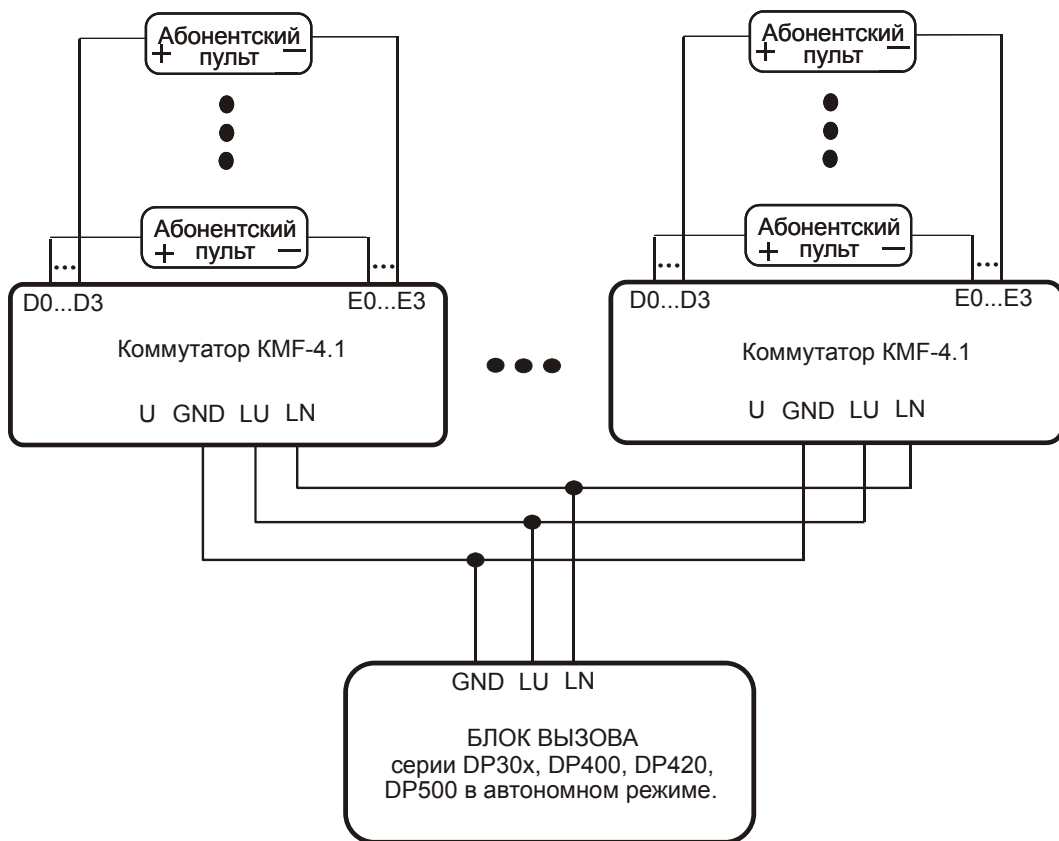 Абонентский
+ пульт —
Абонентский
+ пульт —
Абонентский
пульт
+ —
Абонентский
пульт
+ —
...
...
...
...
D0...D3
E0...E3
D0...D3
E0...E3
Коммутатор KMF-4.1
Коммутатор KMF-4.1
U GND LU LN
U GND LU LN
GND LU LN
БЛОК ВЫЗОВА
серии DP30x, DP400, DP420,
DP500 в автономном режиме.